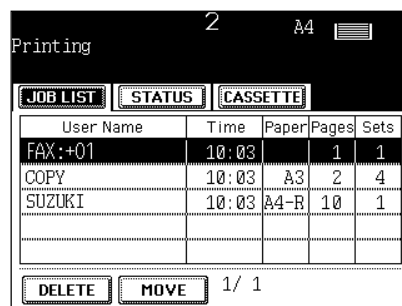 2 A4
Printing
JOB LIST STATUS CASSETTE
User Name Time Paper Pages Sets
FAX:+01 10:03 1 1
COPY 10:03 A3 2 4
SUZUKI 10:03 A4-R 10 1
DELETE MOVE 1/ 1